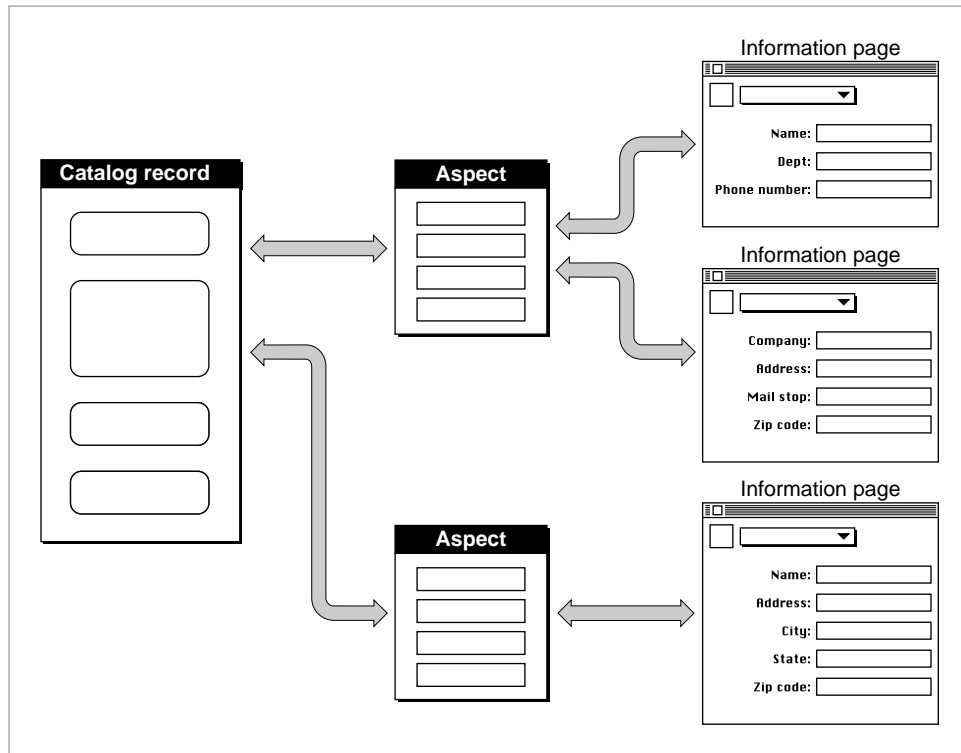 Information page
Name:
Dept:
Phone number:
Catalog record
Aspect
Information page
Company:
Address:
Mail stop:
Zip code:
Information page
Aspect
Name:
Address:
City:
State:
Zip code: